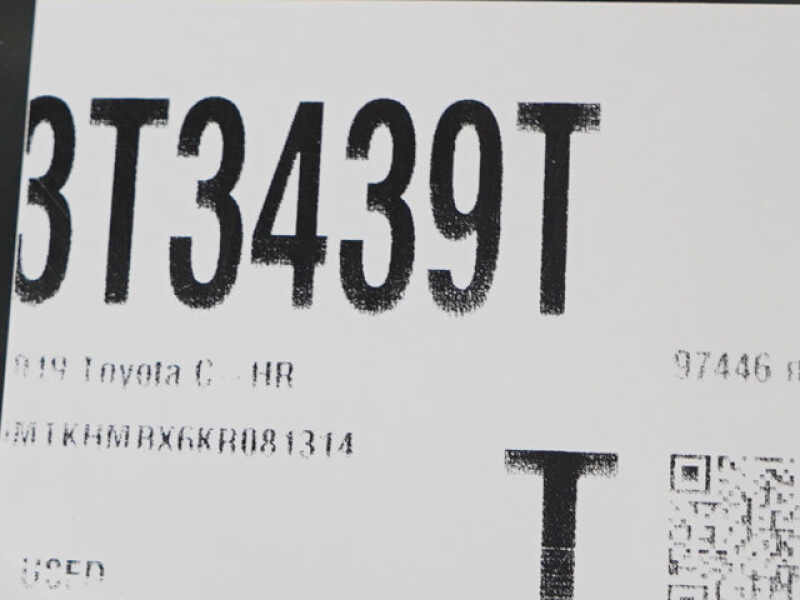 3T3439T
019 Toyota C-HR
97446
MTKHMBX6KR081314
T
USED